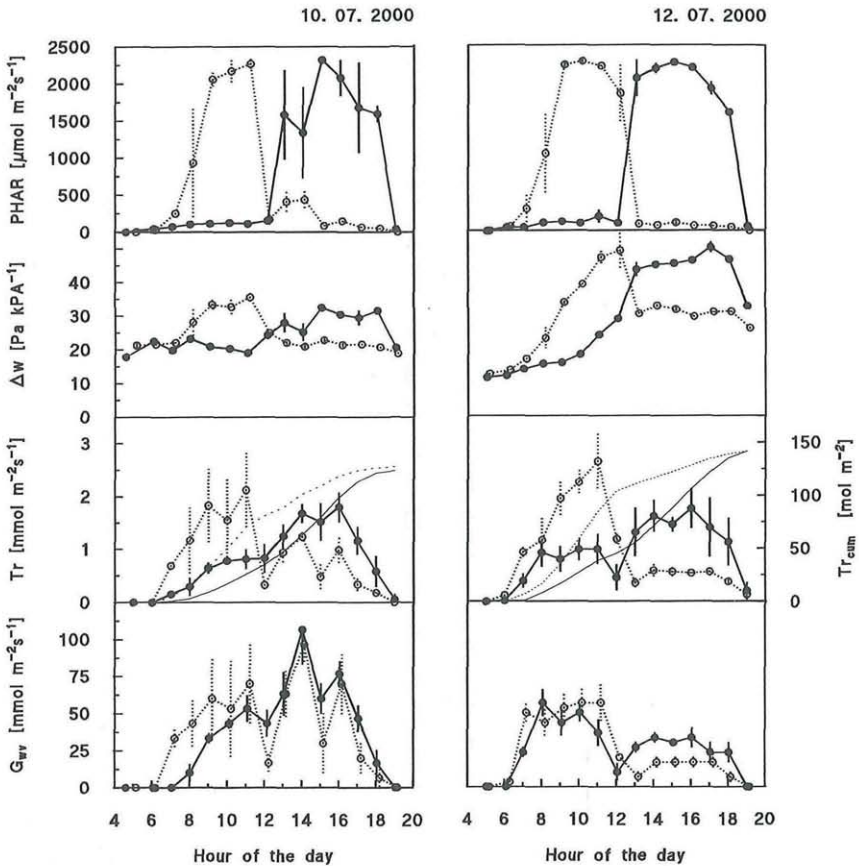 10. 07. 2000
12. 07. 2000
PHAR [μmol m⁻²s⁻¹]
2500
2000
1500
1000
500
0
Δw [Pa kPA⁻¹]
40
30
20
10
0
Tr [mmol m⁻²s⁻¹]
3
2
1
0
150
100
50
0
Tr_cum [mol m⁻²]
G_wv [mmol m⁻²s⁻¹]
100
75
50
25
0
4 6 8 10 12 14 16 18 20
4 6 8 10 12 14 16 18 20
Hour of the day
Hour of the day